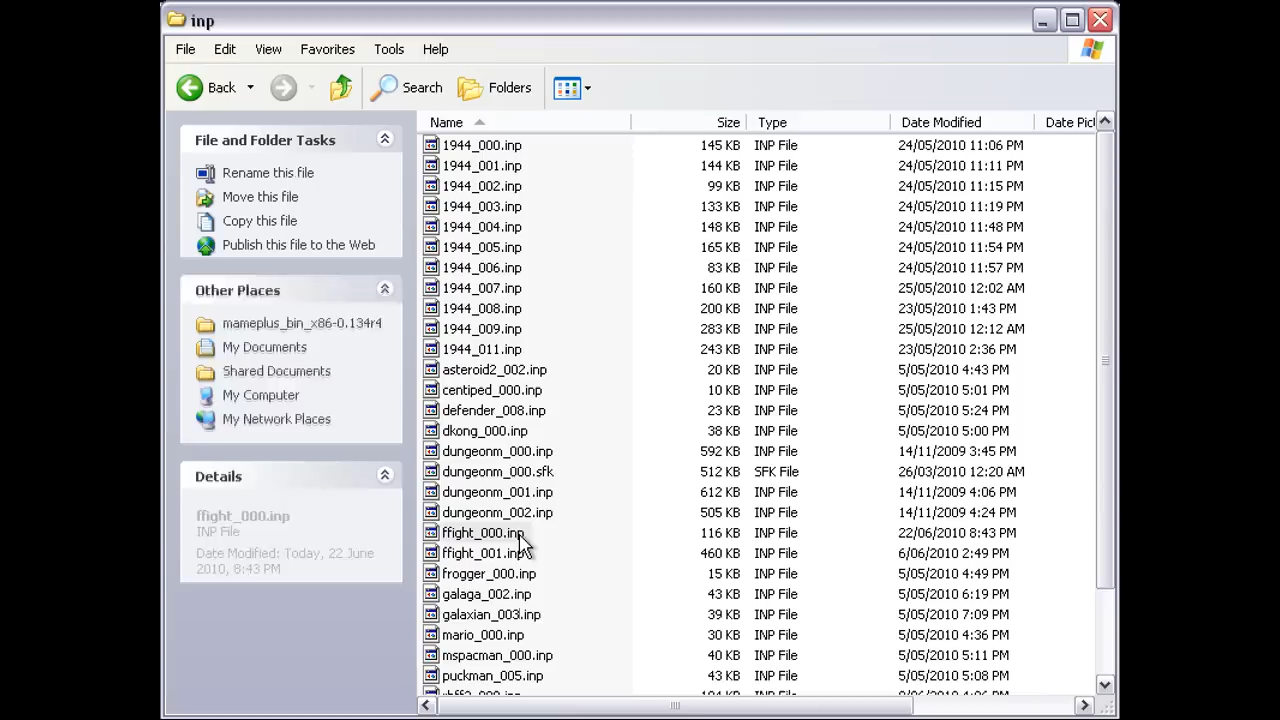 inp
File Edit View Favorites Tools Help
Back Search Folders
File and Folder Tasks
Rename this file
Move this file
Copy this file
Publish this file to the Web
Other Places
mameplus_bin_x86-0.134r4
My Documents
Shared Documents
My Computer
My Network Places
Details
ffight_000.inp
INP File
Date Modified: Today, 22 June
2010, 8:43 PM
Name Size Type Date Modified Date Pic
1944_000.inp 145 KB INP File 24/05/2010 11:06 PM
1944_001.inp 144 KB INP File 24/05/2010 11:11 PM
1944_002.inp 99 KB INP File 24/05/2010 11:15 PM
1944_003.inp 133 KB INP File 24/05/2010 11:19 PM
1944_004.inp 148 KB INP File 24/05/2010 11:48 PM
1944_005.inp 165 KB INP File 24/05/2010 11:54 PM
1944_006.inp 83 KB INP File 24/05/2010 11:57 PM
1944_007.inp 160 KB INP File 25/05/2010 12:02 AM
1944_008.inp 200 KB INP File 23/05/2010 1:43 PM
1944_009.inp 283 KB INP File 25/05/2010 12:12 AM
1944_011.inp 243 KB INP File 23/05/2010 2:36 PM
asteroid2_002.inp 20 KB INP File 5/05/2010 4:43 PM
centiped_000.inp 10 KB INP File 5/05/2010 5:01 PM
defender_008.inp 23 KB INP File 5/05/2010 5:24 PM
dkong_000.inp 38 KB INP File 5/05/2010 5:00 PM
dungeonm_000.inp 592 KB INP File 14/11/2009 3:45 PM
dungeonm_000.sfk 512 KB SFK File 26/03/2010 12:20 AM
dungeonm_001.inp 612 KB INP File 14/11/2009 4:06 PM
dungeonm_002.inp 505 KB INP File 14/11/2009 4:24 PM
ffight_000.inp 116 KB INP File 22/06/2010 8:43 PM
ffight_001.inp 460 KB INP File 6/06/2010 2:49 PM
frogger_000.inp 15 KB INP File 5/05/2010 4:49 PM
galaga_002.inp 43 KB INP File 5/05/2010 6:19 PM
galaxian_003.inp 39 KB INP File 5/05/2010 7:09 PM
mario_000.inp 30 KB INP File 5/05/2010 4:36 PM
mspacman_000.inp 40 KB INP File 5/05/2010 5:11 PM
puckman_005.inp 43 KB INP File 5/05/2010 5:08 PM